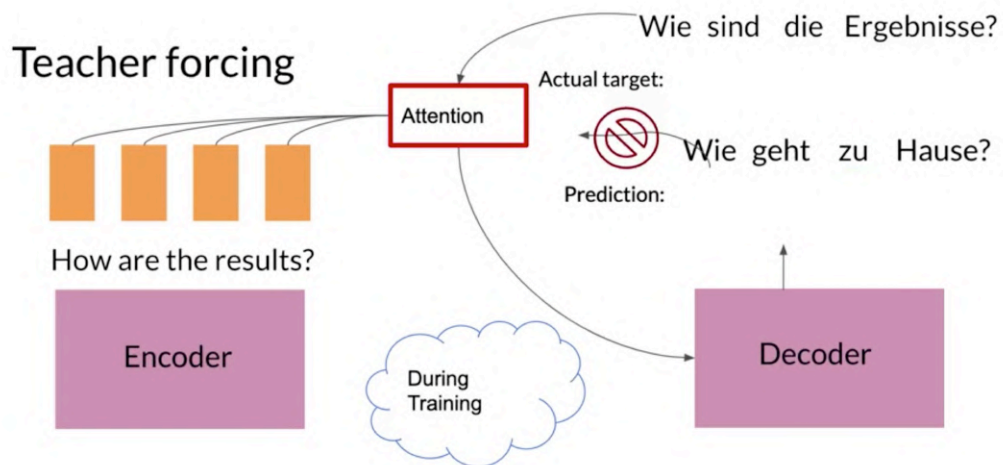 Teacher forcing
Wie sind die Ergebnisse?
Actual target:
Attention
Wie geht zu Hause?
Prediction:
How are the results?
Encoder
During
Training
Decoder